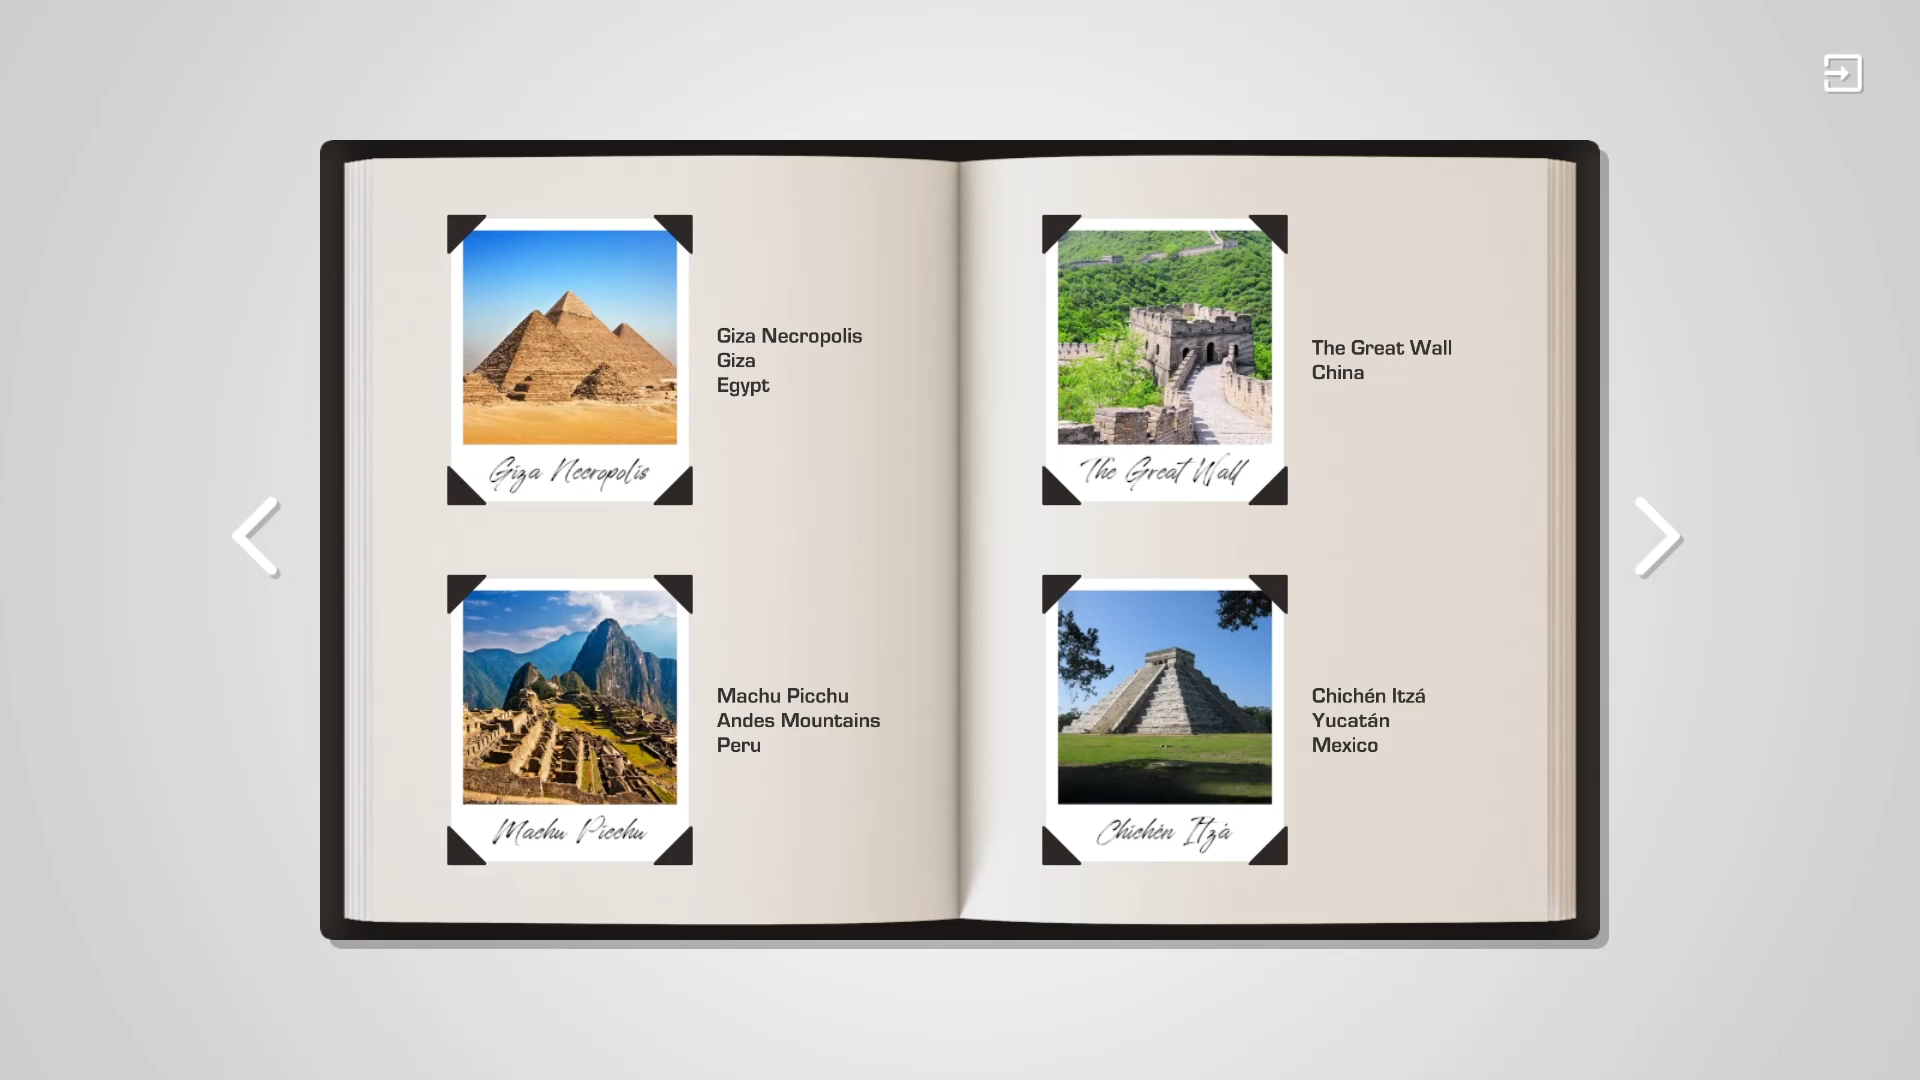 Giza Necropolis
Giza Necropolis
Giza
Egypt
Machu Picchu
Machu Picchu
Andes Mountains
Peru
The Great Wall
The Great Wall
China
Chichén Itzá
Chichén Itzá
Yucatán
Mexico